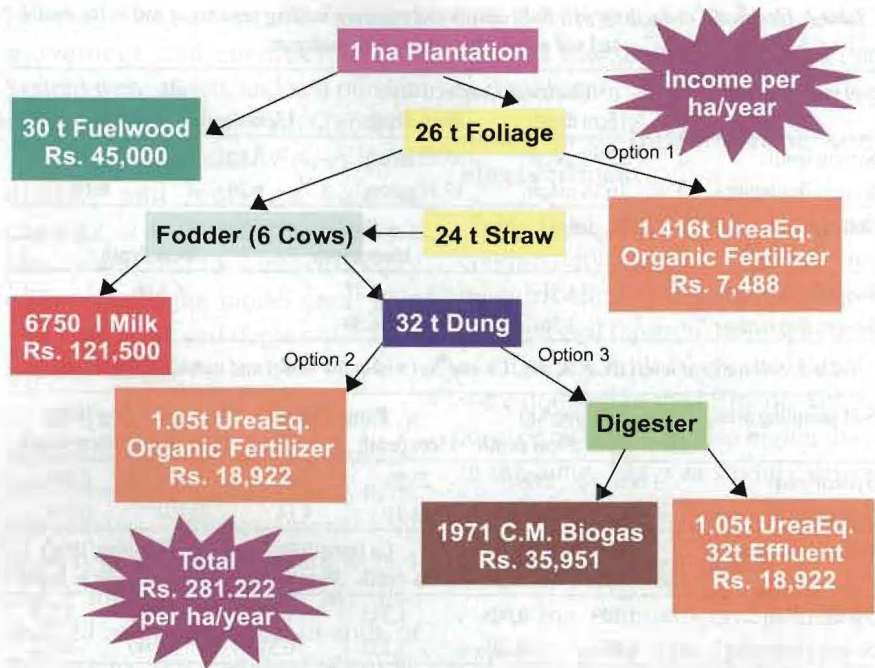 1 ha Plantation
Income per
ha/year
30 t Fuelwood
Rs. 45,000
26 t Foliage
Option 1
Fodder (6 Cows)
24 t Straw
1.416t UreaEq.
Organic Fertilizer
Rs. 7,488
6750 l Milk
Rs. 121,500
32 t Dung
Option 2
Option 3
1.05t UreaEq.
Organic Fertilizer
Rs. 18,922
Digester
1971 C.M. Biogas
Rs. 35,951
1.05t UreaEq.
32t Effluent
Rs. 18,922
Total
Rs. 281.222
per ha/year